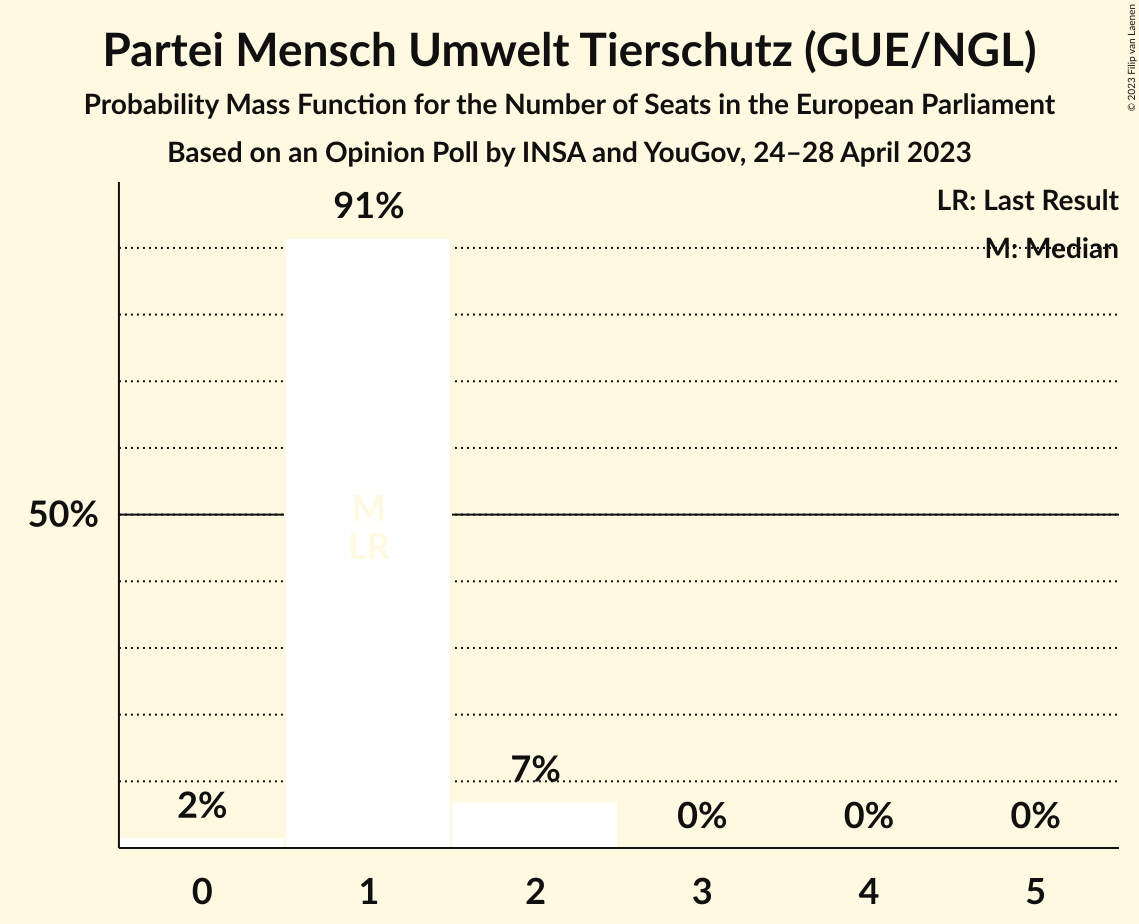 Partei Mensch Umwelt Tierschutz (GUE/NGL)
Probability Mass Function for the Number of Seats in the European Parliament
Based on an Opinion Poll by INSA and YouGov, 24–28 April 2023
© 2023 Filip van Laenen
LR: Last Result
M: Median
91%
50%
M
LR
7%
2%
0%
0%
0%
0
1
2
3
4
5